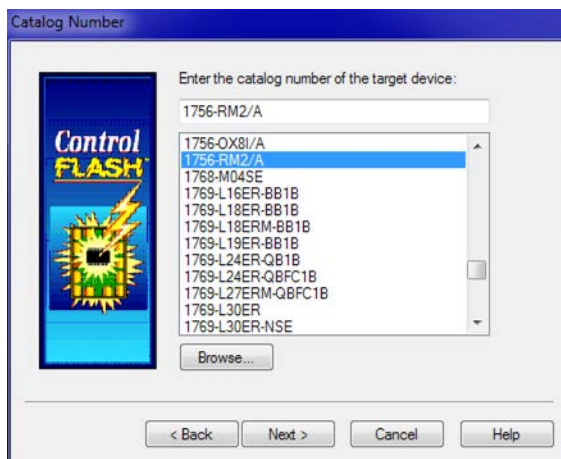 Catalog Number
Enter the catalog number of the target device:
1756-RM2/A
Control
FLASH
1756-OX8I/A
1756-RM2/A
1768-M04SE
1769-L16ER-BB1B
1769-L18ER-BB1B
1769-L18ERM-BB1B
1769-L19ER-BB1B
1769-L24ER-QB1B
1769-L24ER-QBFC1B
1769-L27ERM-QBFC1B
1769-L30ER
1769-L30ER-NSE
Browse...
< Back
Next >
Cancel
Help